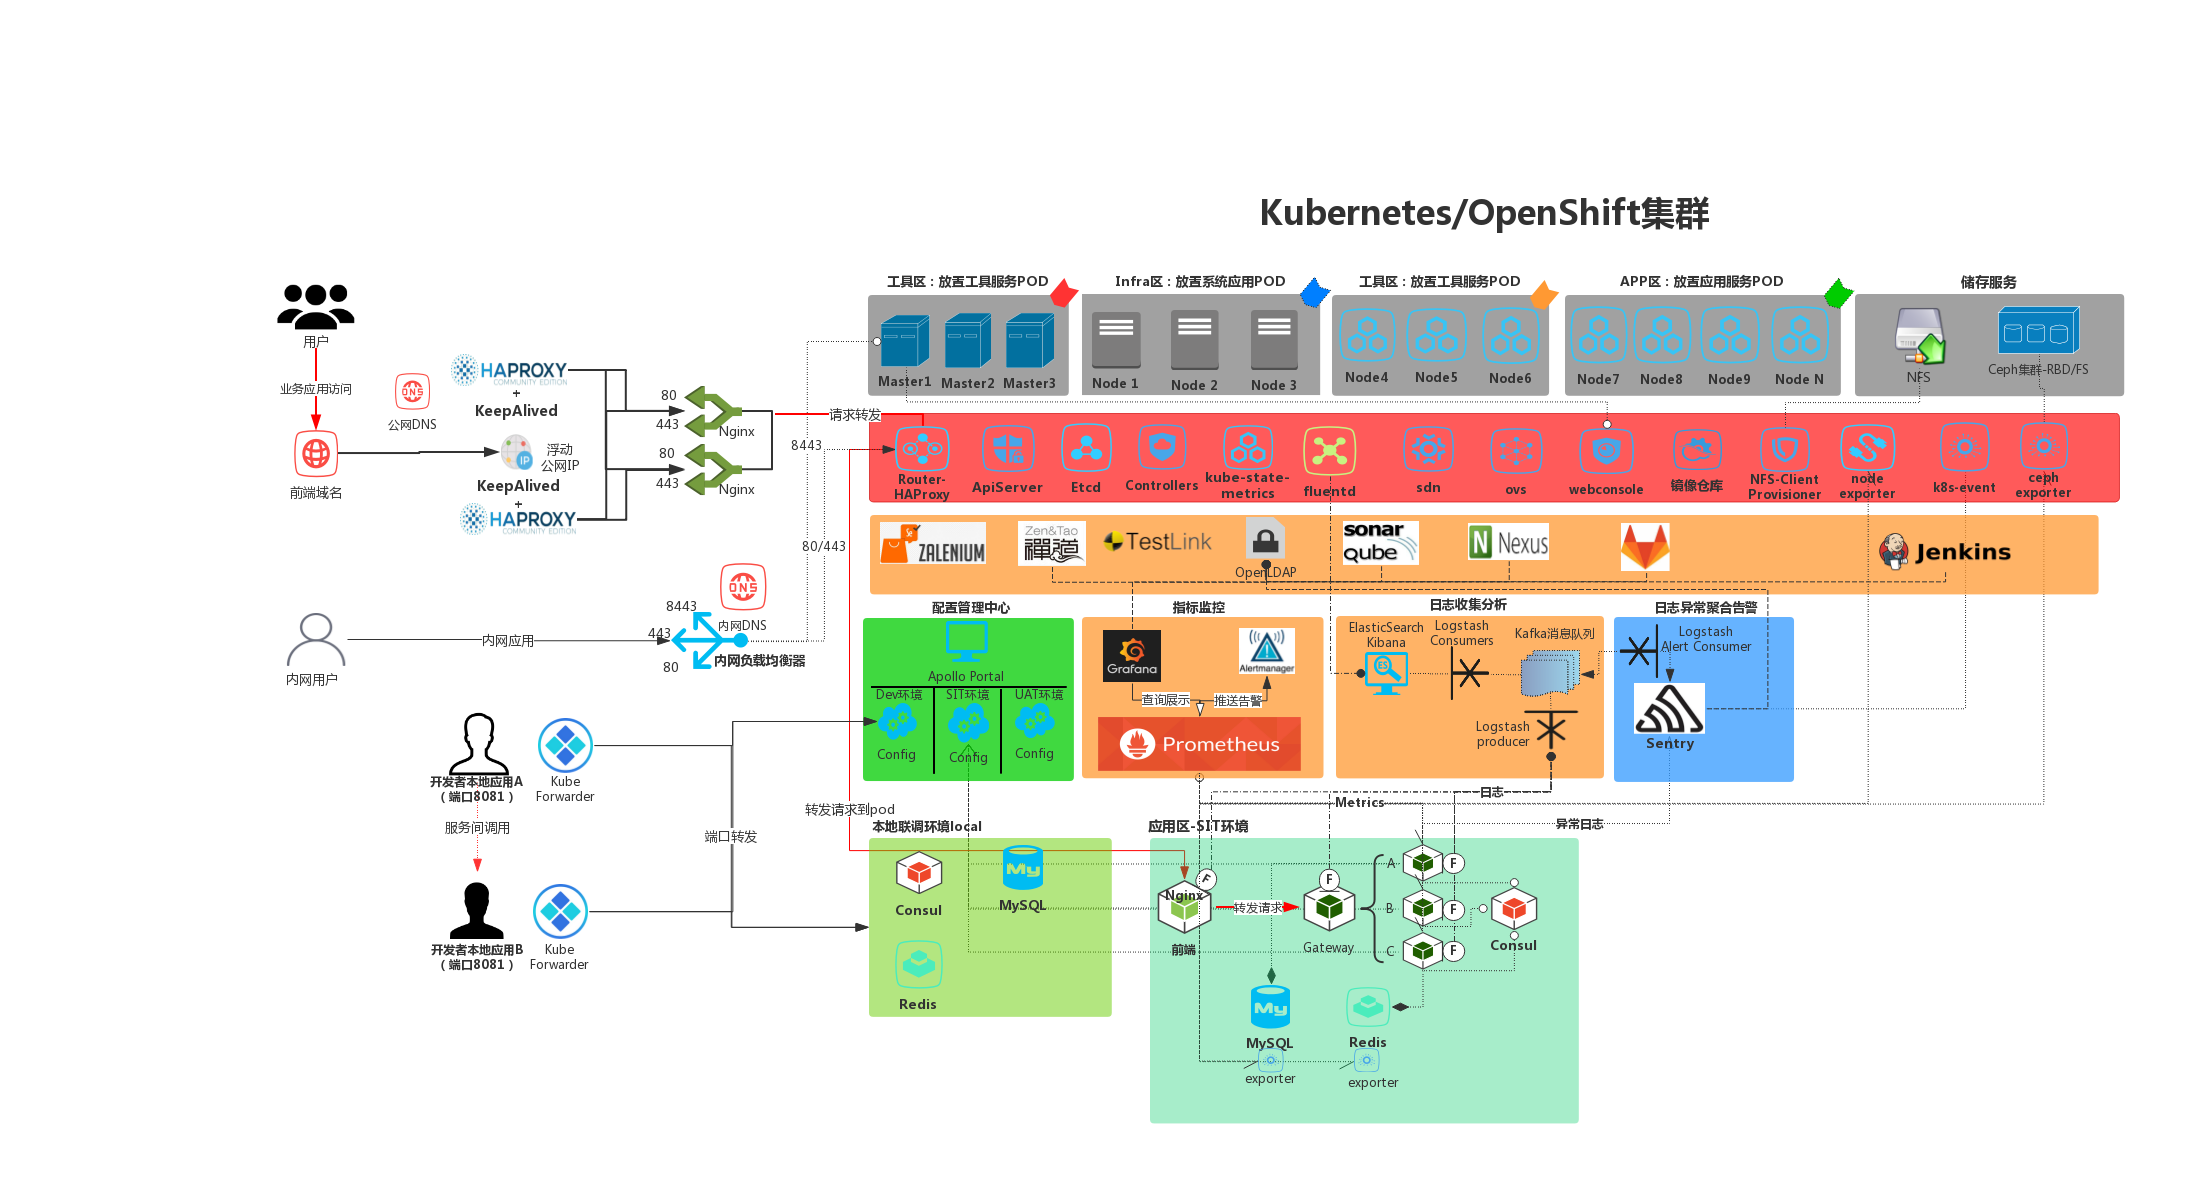 Kubernetes/OpenShift集群
工具区：放置工具服务POD
Infra区：放置系统应用POD
工具区：放置工具服务POD
APP区：放置应用服务POD
储存服务
Master1
Master2
Master3
Node 1
Node 2
Node 3
Node4
Node5
Node6
Node7
Node8
Node9
Node N
NFS
Ceph集群-RBD/FS
用户
业务应用访问
DNS
公网DNS
前端域名
HAPROXY
COMMUNITY EDITION
+
KeepAlived
IP
浮动
公网IP
KeepAlived
+
HAPROXY
COMMUNITY EDITION
80
443
Nginx
80
443
Nginx
请求转发
8443
80/443
Router-
HAProxy
ApiServer
Etcd
Controllers
kube-state-
metrics
fluentd
sdn
ovs
webconsole
镜像仓库
NFS-Client
Provisioner
node
exporter
k8s-event
ceph
exporter
ZALENIUM
Zen&Tao
禪道
TestLink
OpenLDAP
sonar
qube
Nexus
Jenkins
内网用户
内网应用
8443
443
80
DNS
内网DNS
内网负载均衡器
配置管理中心
Apollo Portal
Dev环境
SIT环境
UAT环境
Config
Config
Config
指标监控
Grafana
Alertmanager
查询展示
推送告警
Prometheus
日志收集分析
ElasticSearch
Kibana
ES
Logstash
Consumers
Kafka消息队列
Logstash
producer
日志异常聚合告警
Logstash
Alert Consumer
Sentry
开发者本地应用A
（端口8081）
Kube
Forwarder
服务间调用
开发者本地应用B
（端口8081）
Kube
Forwarder
端口转发
转发请求到pod
日志
Metrics
异常日志
本地联调环境local
Consul
My
MySQL
Redis
应用区-SIT环境
Nginx
F
前端
转发请求
F
Gateway
A
F
B
F
C
F
Consul
My
MySQL
exporter
Redis
exporter